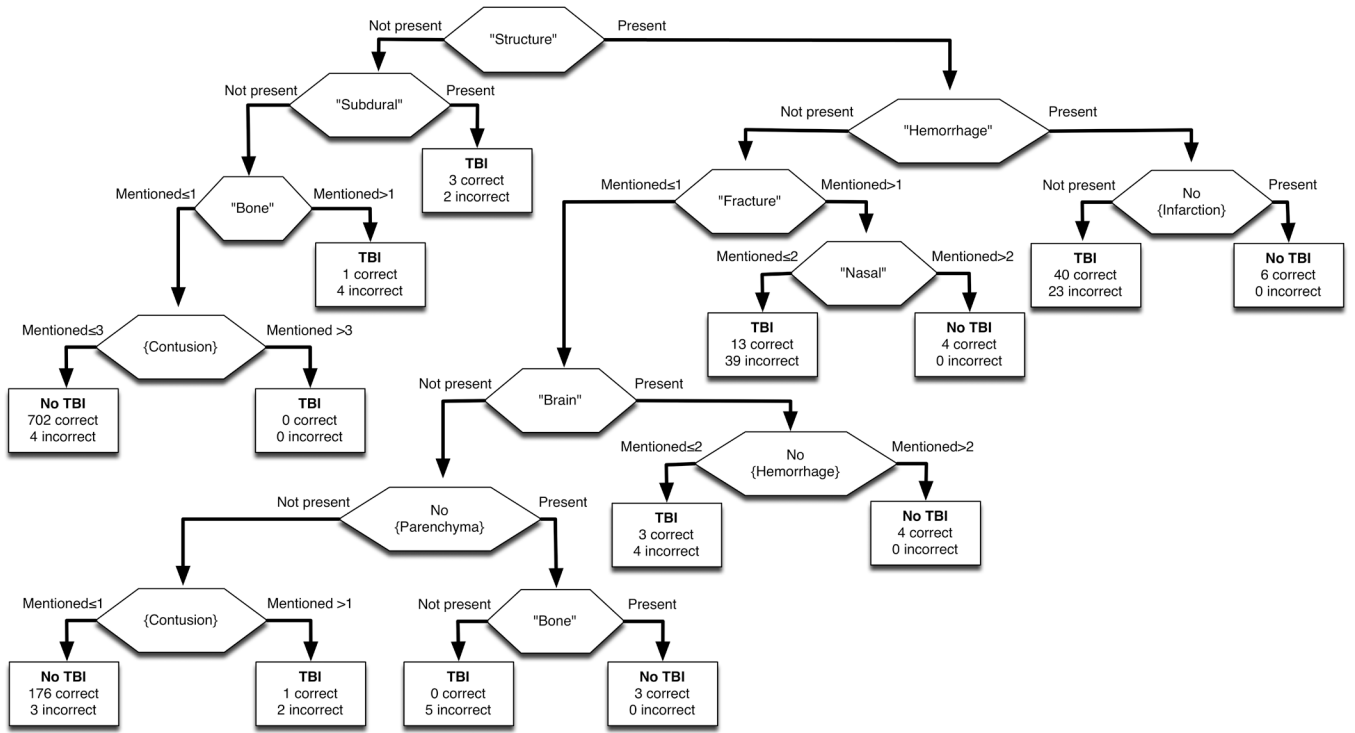 Not present
"Structure"
Present
Not present
"Subdural"
Present
Not present
"Hemorrhage"
Present
TBI
3 correct
2 incorrect
Mentioned≤1
"Bone"
Mentioned>1
Mentioned≤1
"Fracture"
Mentioned>1
Not present
No
{Infarction}
Present
TBI
1 correct
4 incorrect
Mentioned≤2
"Nasal"
Mentioned>2
TBI
40 correct
23 incorrect
No TBI
6 correct
0 incorrect
Mentioned≤3
{Contusion}
Mentioned >3
TBI
13 correct
39 incorrect
No TBI
4 correct
0 incorrect
No TBI
702 correct
4 incorrect
TBI
0 correct
0 incorrect
Not present
"Brain"
Present
Mentioned≤2
No
{Hemorrhage}
Mentioned>2
Not present
No
{Parenchyma}
Present
TBI
3 correct
4 incorrect
No TBI
4 correct
0 incorrect
Mentioned≤1
{Contusion}
Mentioned >1
Not present
"Bone"
Present
No TBI
176 correct
3 incorrect
TBI
1 correct
2 incorrect
TBI
0 correct
5 incorrect
No TBI
3 correct
0 incorrect